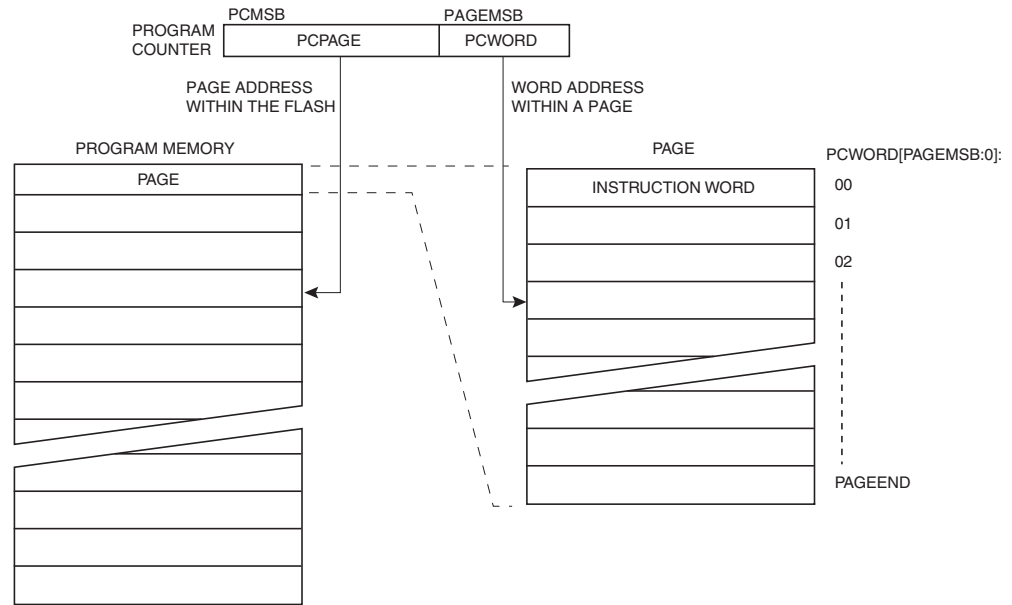 PCMSB
PAGEMSB
PROGRAM
COUNTER
PCPAGE
PCWORD
PAGE ADDRESS
WITHIN THE FLASH
WORD ADDRESS
WITHIN A PAGE
PROGRAM MEMORY
PAGE
PAGE
PCWORD[PAGEMSB:0]:
INSTRUCTION WORD
00
01
02
PAGEEND